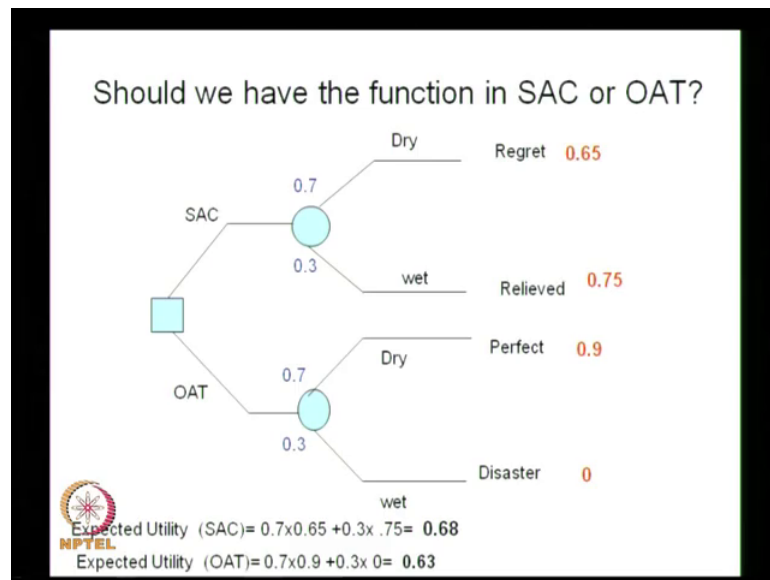 Should we have the function in SAC or OAT?
Dry
Regret 0.65
0.7
SAC
0.3
wet
Relieved 0.75
Perfect 0.9
Dry
0.7
OAT
0.3
Disaster 0
wet
Expected Utility (SAC)= 0.7x0.65 +0.3x .75= 0.68
NPTEL
Expected Utility (OAT)= 0.7x0.9 +0.3x 0= 0.63